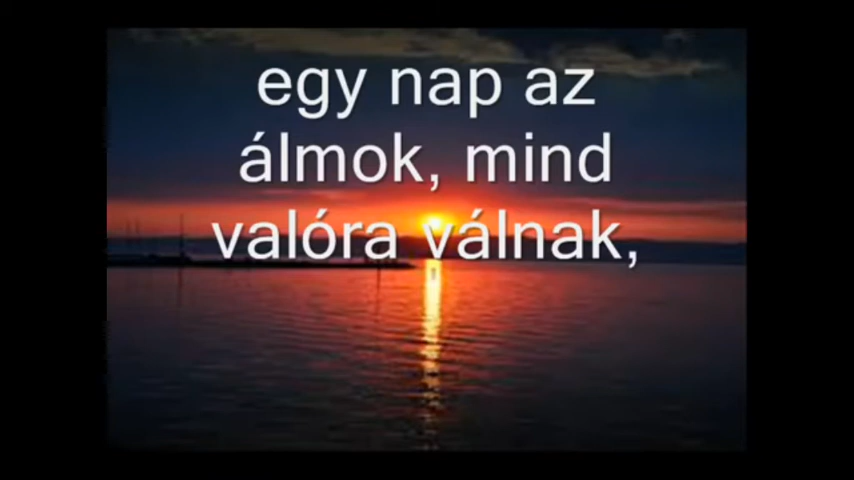 egy nap az
álmok, mind
valóra válnak,